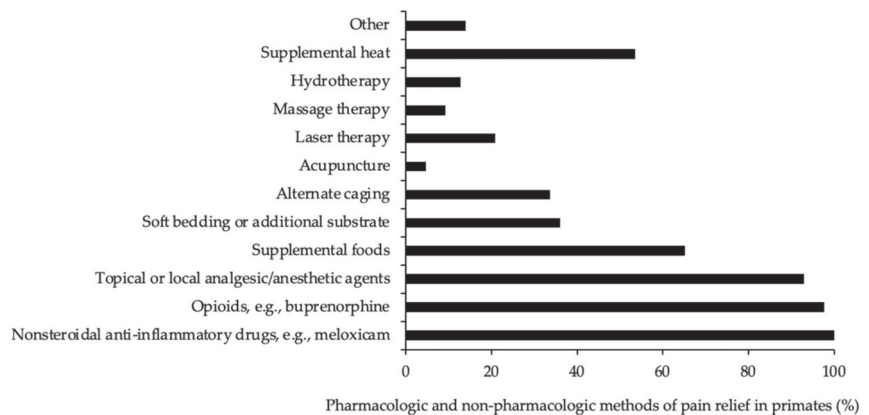 Other
Supplemental heat
Hydrotherapy
Massage therapy
Laser therapy
Acupuncture
Alternate caging
Soft bedding or additional substrate
Supplemental foods
Topical or local analgesic/anesthetic agents
Opioids, e.g., buprenorphine
Nonsteroidal anti-inflammatory drugs, e.g., meloxicam
0 20 40 60 80 100
Pharmacologic and non-pharmacologic methods of pain relief in primates (%)